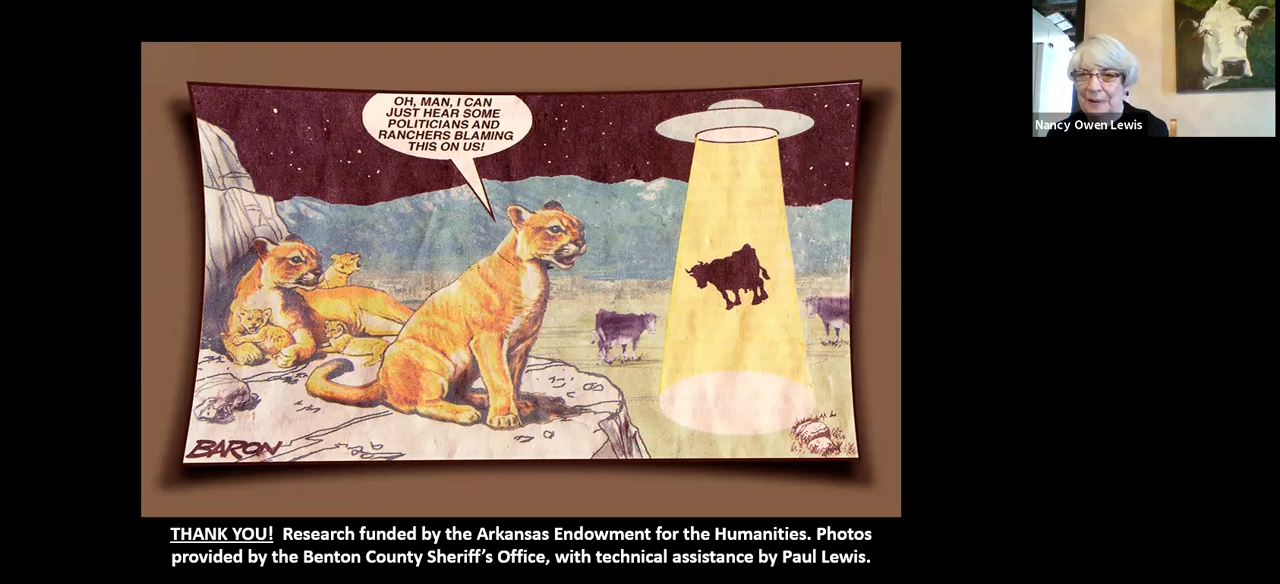 OH, MAN, I CAN
JUST HEAR SOME
POLITICIANS AND
RANCHERS BLAMING
THIS ON US!
Nancy Owen Lewis
BARON
THANK YOU! Research funded by the Arkansas Endowment for the Humanities. Photos
provided by the Benton County Sheriff’s Office, with technical assistance by Paul Lewis.